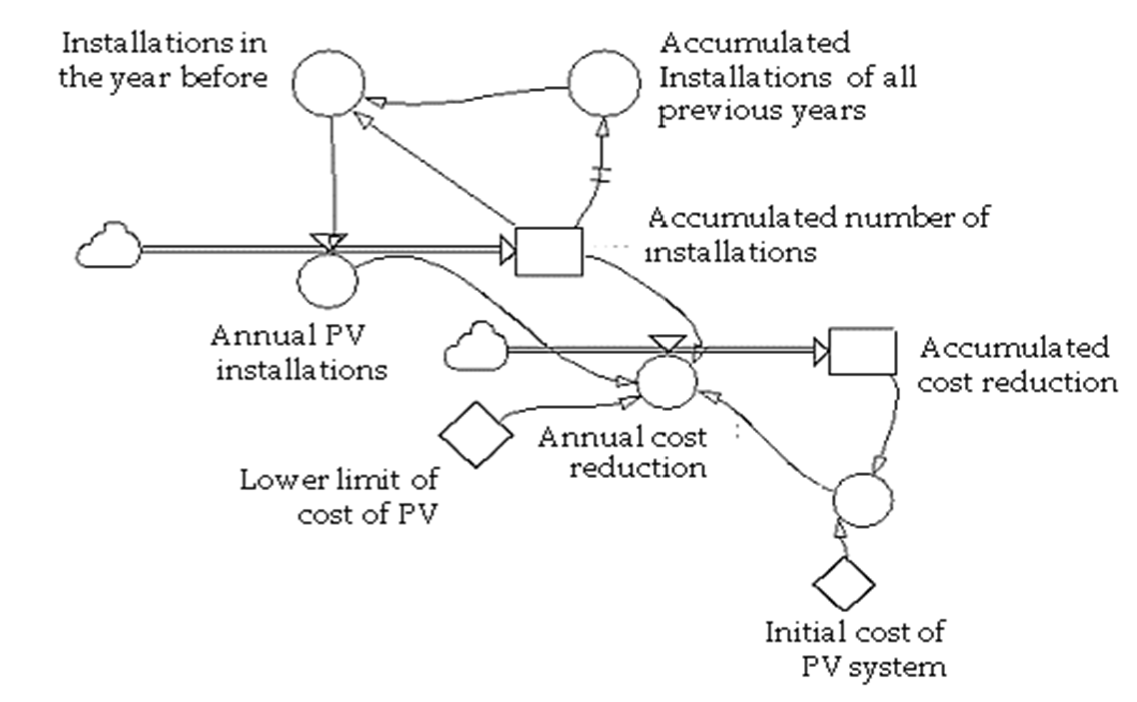 Installations in
the year before
Accumulated
Installations of all
previous years
Accumulated number of
installations
Annual PV
installations
Accumulated
cost reduction
Annual cost
reduction
Lower limit of
cost of PV
Initial cost of
PV system